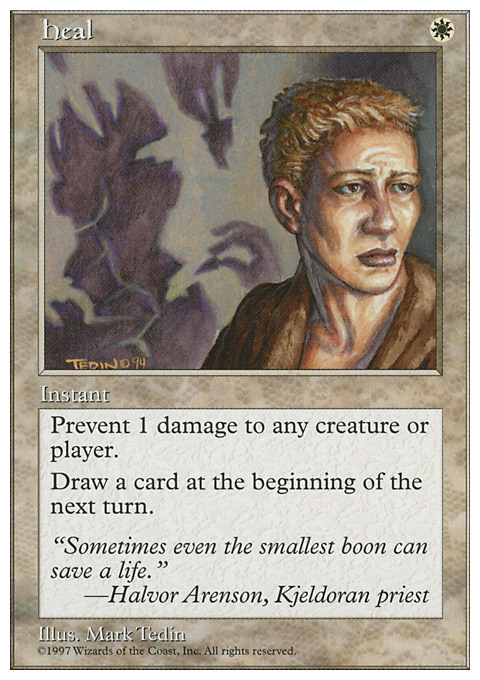 heal
TEDIN © 94
Instant
Prevent 1 damage to any creature or
player.
Draw a card at the beginning of the
next turn.
“Sometimes even the smallest boon can
save a life.”
—Halvor Arenson, Kjeldoran priest
Illus. Mark Tedin
©1997 Wizards of the Coast, Inc. All rights reserved.